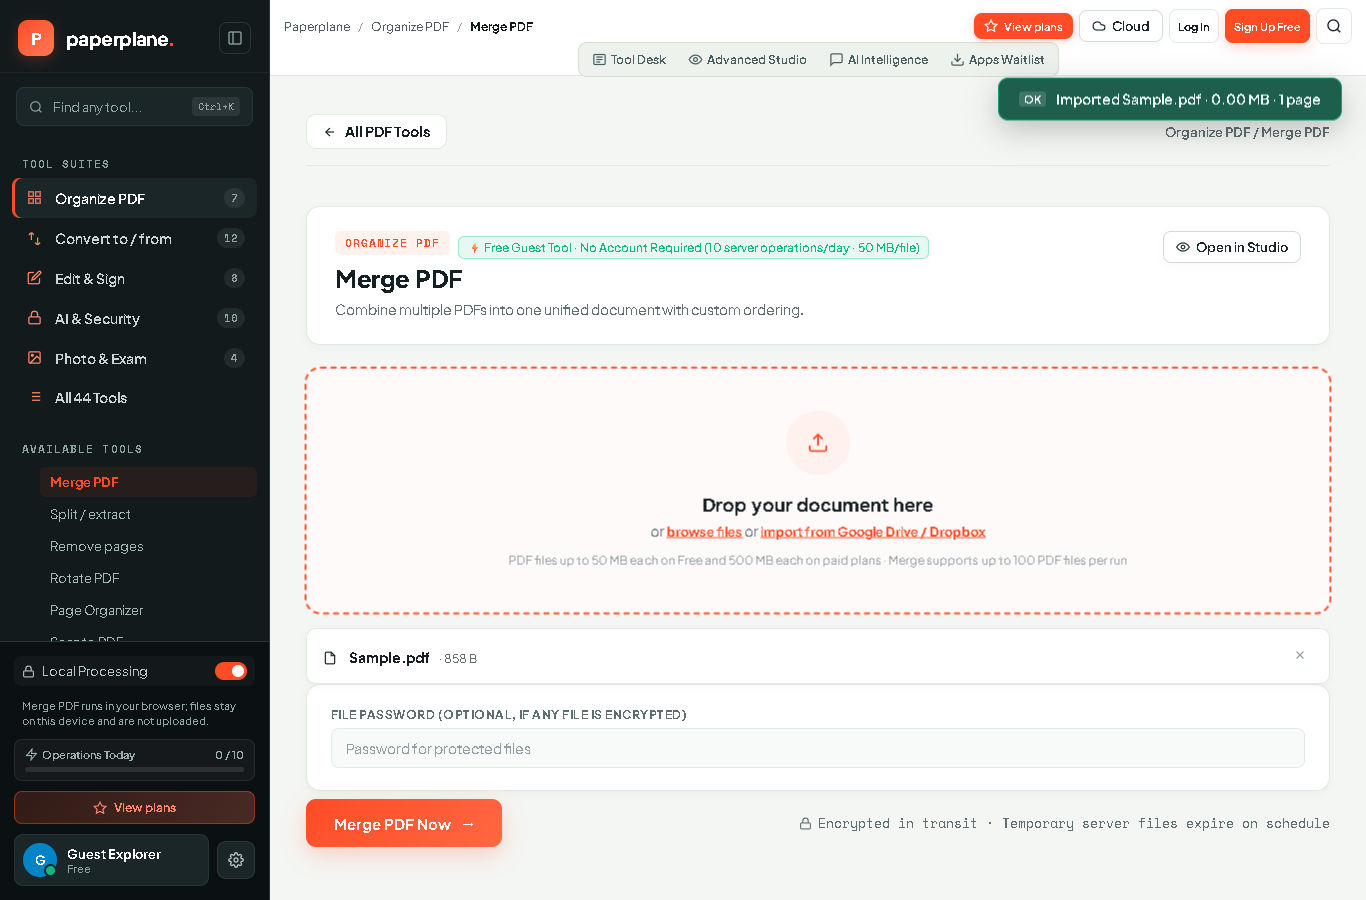 P paperplane.
Find any tool...
Ctrl+K
TOOL SUITES
Organize PDF 7
Convert to / from 12
Edit & Sign 8
AI & Security 10
Photo & Exam 4
All 44 Tools
AVAILABLE TOOLS
Merge PDF
Split / extract
Remove pages
Rotate PDF
Page Organizer
Local Processing
Merge PDF runs in your browser; files stay
on this device and are not uploaded.
Operations Today 0 / 10
View plans
G
Guest Explorer
Free
Paperplane / Organize PDF / Merge PDF
View plans
Cloud
Log In
Sign Up Free
Tool Desk
Advanced Studio
AI Intelligence
Apps Waitlist
OK Imported Sample.pdf · 0.00 MB · 1 page
← All PDF Tools
Organize PDF / Merge PDF
ORGANIZE PDF
Free Guest Tool · No Account Required (10 server operations/day · 50 MB/file)
Open in Studio
Merge PDF
Combine multiple PDFs into one unified document with custom ordering.
Drop your document here
or browse files or import from Google Drive / Dropbox
PDF files up to 50 MB each on Free and 500 MB each on paid plans · Merge supports up to 100 PDF files per run
Sample.pdf · 858 B ×
FILE PASSWORD (OPTIONAL, IF ANY FILE IS ENCRYPTED)
Password for protected files
Merge PDF Now →
Encrypted in transit · Temporary server files expire on schedule